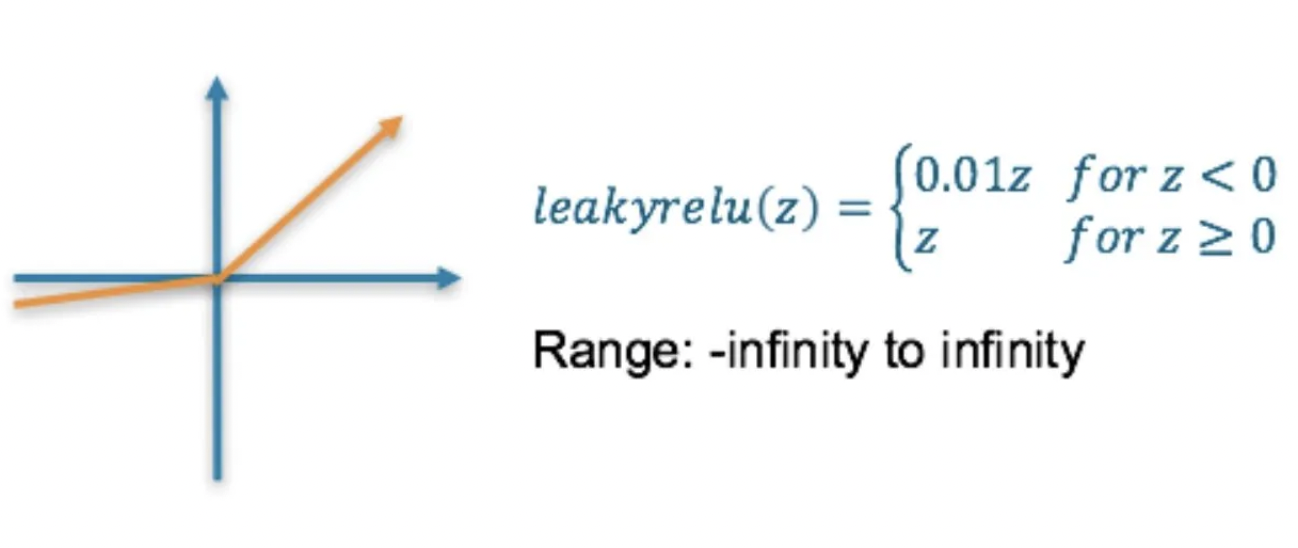 leakyrelu(z) = {0.01z for z < 0
z for z ≥ 0
Range: -infinity to infinity